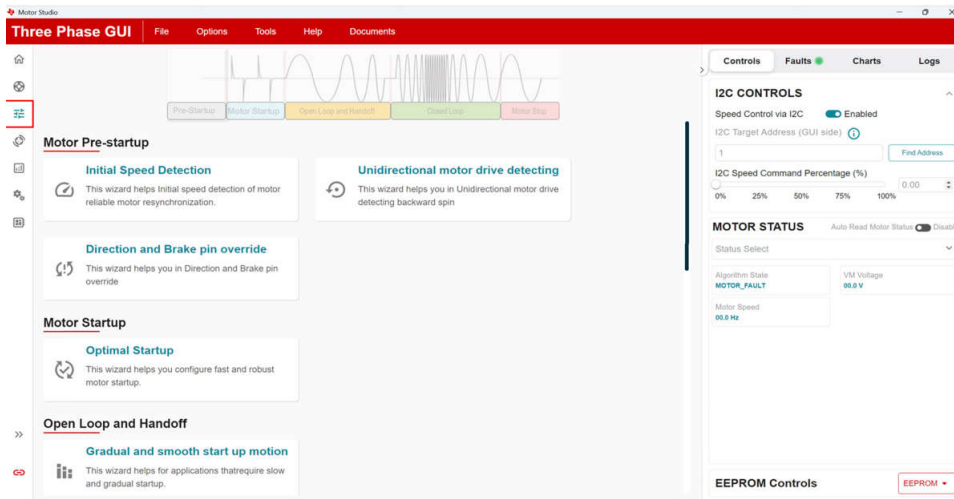 Motor Studio
Three Phase GUI File Options Tools Help Documents
Pre-Startup Motor Startup Open Loop and Handoff Closed Loop Motor Stop
Motor Pre-startup
Initial Speed Detection
This wizard helps Initial speed detection of motor
reliable motor resynchronization.
Unidirectional motor drive detecting
This wizard helps you in Unidirectional motor drive
detecting backward spin
Direction and Brake pin override
This wizard helps you in Direction and Brake pin
override
Motor Startup
Optimal Startup
This wizard helps you configure fast and robust
motor startup.
Open Loop and Handoff
Gradual and smooth start up motion
This wizard helps for applications thatrequire slow
and gradual startup.
Controls Faults Charts Logs
I2C CONTROLS
Speed Control via I2C Enabled
I2C Target Address (GUI side)
1 Find Address
I2C Speed Command Percentage (%)
0.00
0% 25% 50% 75% 100%
MOTOR STATUS Auto Read Motor Status Disabl
Status Select
Algorithm State
MOTOR_FAULT
VM Voltage
00.0 V
Motor Speed
00.0 Hz
EEPROM Controls EEPROM